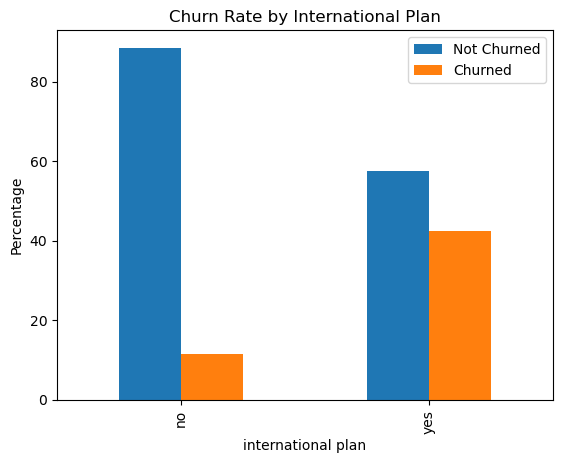 Churn Rate by International Plan
Not Churned
Churned
Percentage
80
60
40
20
0
no
yes
international plan